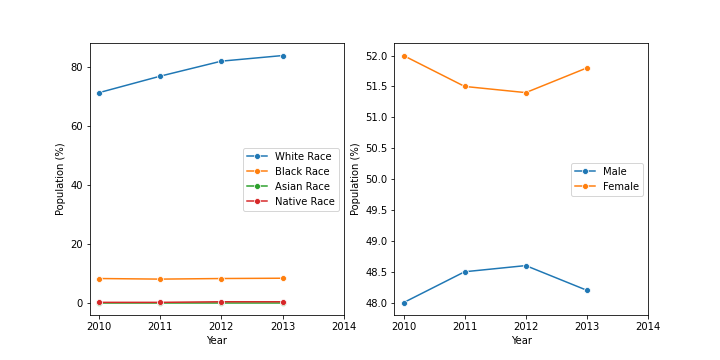 80
60
40
20
0
Population (%)
2010 2011 2012 2013 2014
Year
White Race
Black Race
Asian Race
Native Race
52.0
51.5
51.0
50.5
50.0
49.5
49.0
48.5
48.0
Population (%)
2010 2011 2012 2013 2014
Year
Male
Female